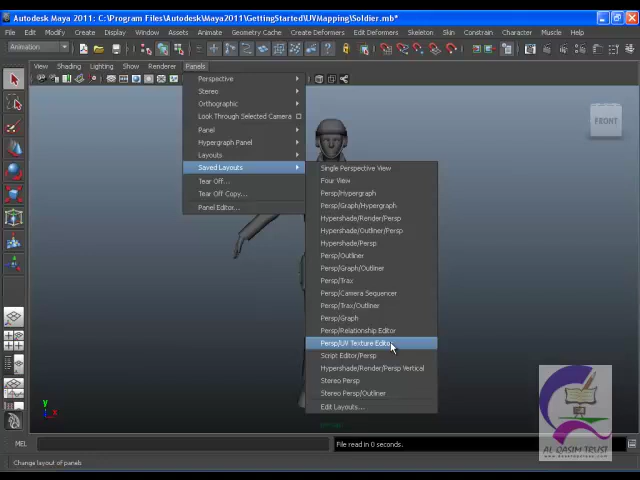 Autodesk Maya 2011: C:\Program Files\Autodesk\Maya2011\GettingStarted\UVMapping\Soldier.mb*
File Edit Modify Create Display Window Assets Animate Geometry Cache Create Deformers Edit Deformers Skeleton Skin Constrain Character Muscle Help
Animation
View Shading Lighting Show Renderer Panels
Perspective
Stereo
Orthographic
Look Through Selected Camera
Panel
Hypergraph Panel
Layouts
Saved Layouts
Tear Off...
Tear Off Copy...
Panel Editor...
Single Perspective View
Four View
Persp/Hypergraph
Persp/Graph/Hypergraph
Hypershade/Render/Persp
Hypershade/Outliner/Persp
Hypershade/Persp
Persp/Outliner
Persp/Graph/Outliner
Persp/Trax
Persp/Camera Sequencer
Persp/Trax/Outliner
Persp/Graph
Persp/Relationship Editor
Persp/UV Texture Editor
Script Editor/Persp
Hypershade/Render/Persp Vertical
Stereo Persp
Stereo Persp/Outliner
Edit Layouts...
FRONT
y
x
AL QASIM TRUST
MEL
File read in 0 seconds.
Change layout of panels